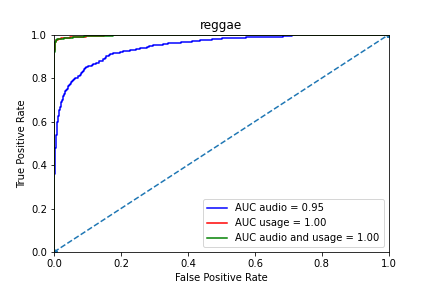 reggae
1.0
0.8
0.6
0.4
0.2
0.0
True Positive Rate
AUC audio = 0.95
AUC usage = 1.00
AUC audio and usage = 1.00
0.0 0.2 0.4 0.6 0.8 1.0
False Positive Rate